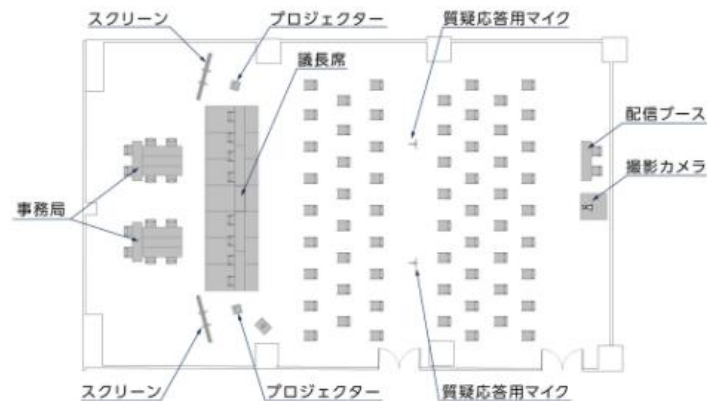 スクリーン
プロジェクター
質疑応答用マイク
議長席
配信ブース
撮影カメラ
事務局
スクリーン
プロジェクター
質疑応答用マイク